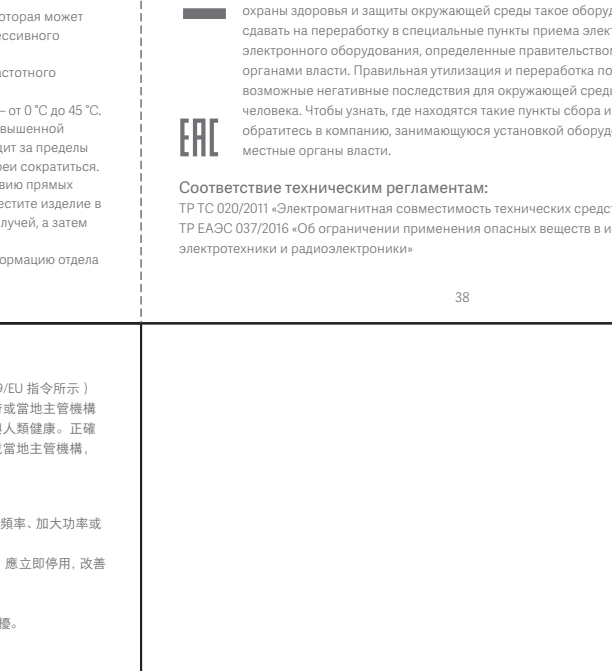 которая может
ессивного
астотного
– от 0 °C до 45 °C.
вышенной
дит за пределы
реи сократиться.
вию прямых
естите изделие в
лучей, а затем
ормацию отдела
охраны здоровья и защиты окружающей среды такое оборуд
сдавать на переработку в специальные пункты приема элек
электронного оборудования, определенные правительством
органами власти. Правильная утилизация и переработка по
возможные негативные последствия для окружающей сред
человека. Чтобы узнать, где находятся такие пункты сбора и
обратитесь в компанию, занимающуюся установкой оборуд
местные органы власти.
EAC
Соответствие техническим регламентам:
ТР ТС 020/2011 «Электромагнитная совместимость технических средст
ТР ЕАЭС 037/2016 «Об ограничении применения опасных веществ в и
электротехники и радиоэлектроники»
38
9/EU 指令所示）
或當地主管機構
人類健康。正確
當地主管機構，
頻率、加大功率或
應立即停用, 改善
擾。